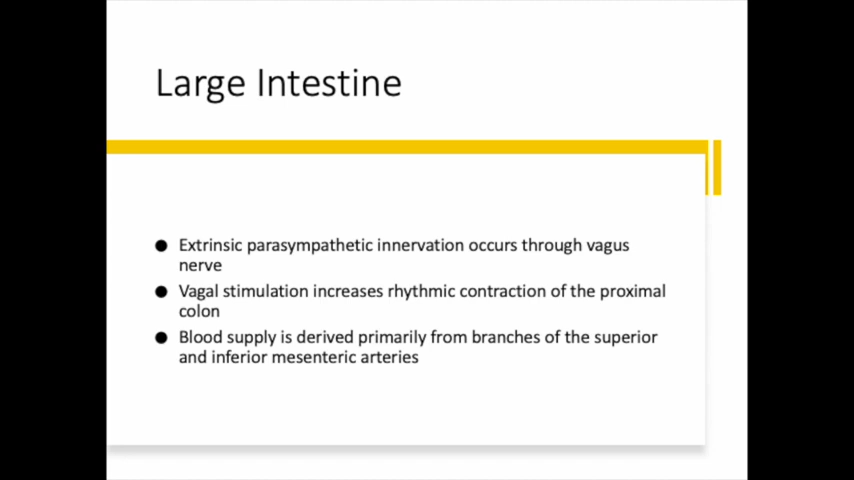 Large Intestine
● Extrinsic parasympathetic innervation occurs through vagus
nerve
● Vagal stimulation increases rhythmic contraction of the proximal
colon
● Blood supply is derived primarily from branches of the superior
and inferior mesenteric arteries